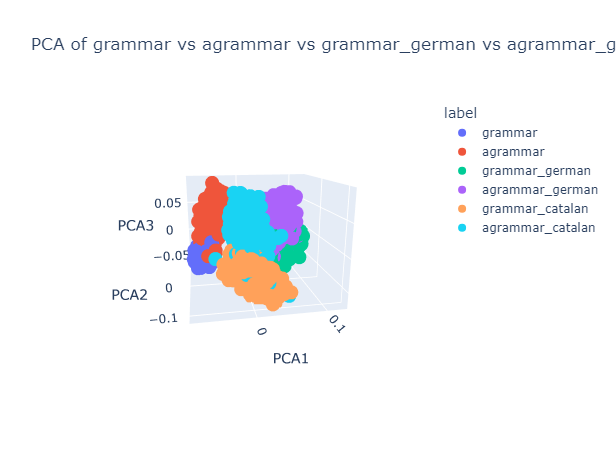 PCA of grammar vs agrammar vs grammar_german vs agrammar_g
label
grammar
agrammar
grammar_german
agrammar_german
grammar_catalan
agrammar_catalan
0.05
PCA3
0
−0.05
PCA2
0
−0.1
0
0.1
PCA1